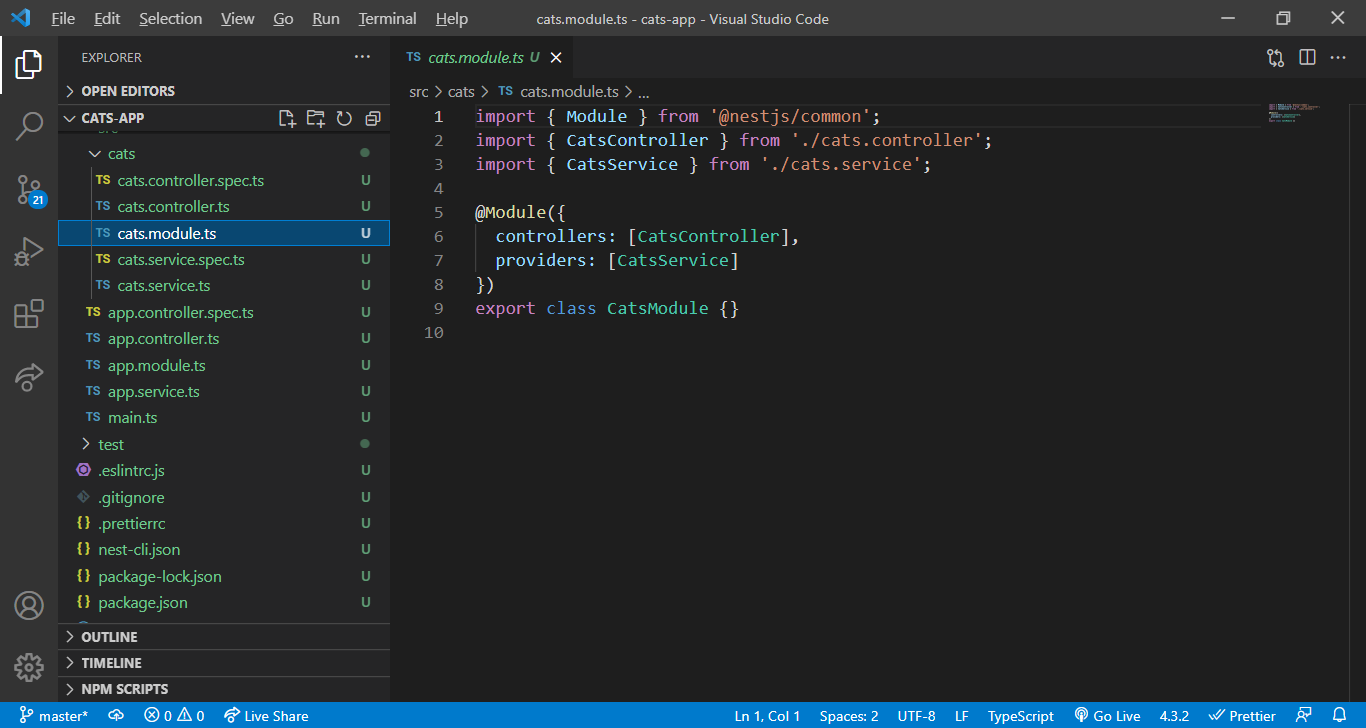 File Edit Selection View Go Run Terminal Help
cats.module.ts - cats-app - Visual Studio Code
EXPLORER
OPEN EDITORS
CATS-APP
src
cats
TS cats.controller.spec.ts U
TS cats.controller.ts U
TS cats.module.ts U
TS cats.service.spec.ts U
TS cats.service.ts U
TS app.controller.spec.ts U
TS app.controller.ts U
TS app.module.ts U
TS app.service.ts U
TS main.ts U
test
.eslintrc.js U
.gitignore U
{} .prettierrc U
{} nest-cli.json U
{} package-lock.json U
{} package.json U
OUTLINE
TIMELINE
NPM SCRIPTS
21
TS cats.module.ts U
src > cats > TS cats.module.ts > ...
1 import { Module } from '@nestjs/common';
2 import { CatsController } from './cats.controller';
3 import { CatsService } from './cats.service';
4
5 @Module({
6   controllers: [CatsController],
7   providers: [CatsService]
8 })
9 export class CatsModule {}
10
master* 0 0 Live Share Ln 1, Col 1 Spaces: 2 UTF-8 LF TypeScript Go Live 4.3.2 Prettier